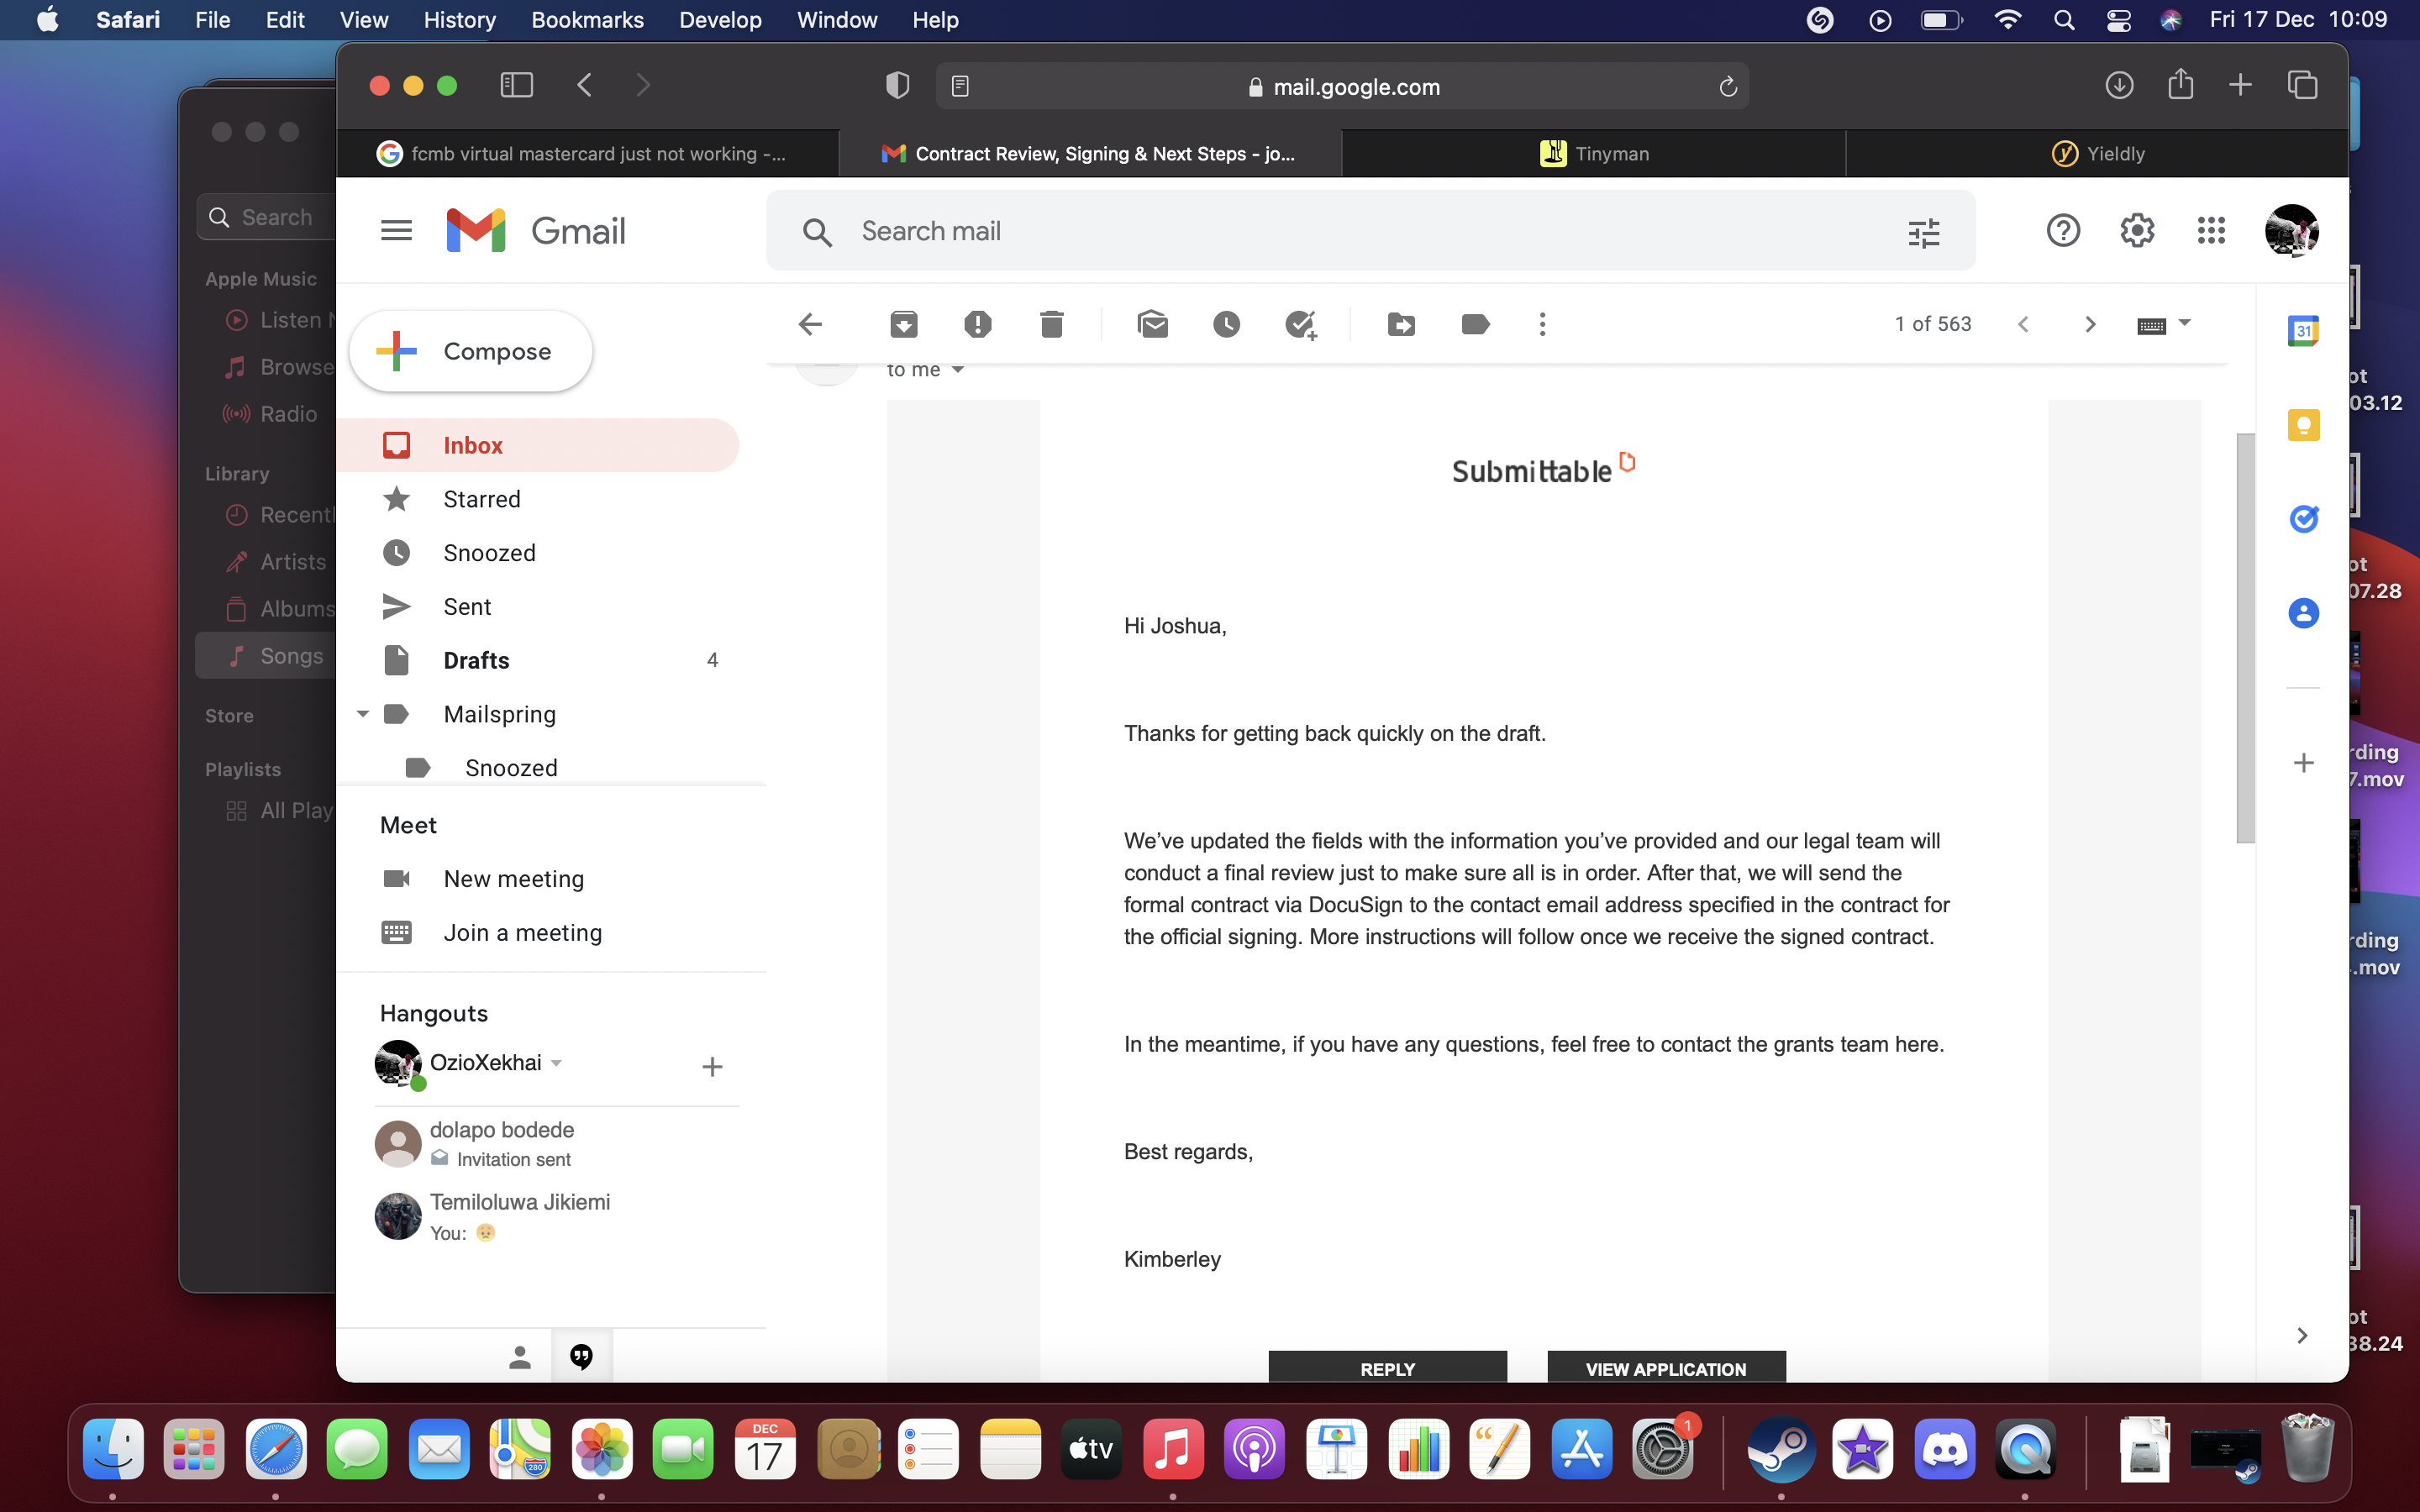 Safari File Edit View History Bookmarks Develop Window Help
Fri 17 Dec 10:09
mail.google.com
fcmb virtual mastercard just not working -...
Contract Review, Signing & Next Steps - jo...
Tinyman
Yieldly
Search
Apple Music
Listen
Browse
Radio
Library
Artists
Albums
Songs
Store
Playlists
All Play
Gmail
Search mail
Compose
1 of 563
Inbox
Starred
Snoozed
Sent
Drafts 4
Mailspring
Snoozed
Meet
New meeting
Join a meeting
Hangouts
OzioXekhai
dolapo bodede
Invitation sent
Temiloluwa Jikiemi
You:
to me
Submittable
Hi Joshua,
Thanks for getting back quickly on the draft.
We’ve updated the fields with the information you’ve provided and our legal team will
conduct a final review just to make sure all is in order. After that, we will send the
formal contract via DocuSign to the contact email address specified in the contract for
the official signing. More instructions will follow once we receive the signed contract.
In the meantime, if you have any questions, feel free to contact the grants team here.
Best regards,
Kimberley
REPLY VIEW APPLICATION
31
ot
03.12
ot
07.28
rding
7.mov
rding
.mov
ot
38.24
280
DEC
17
tv
1